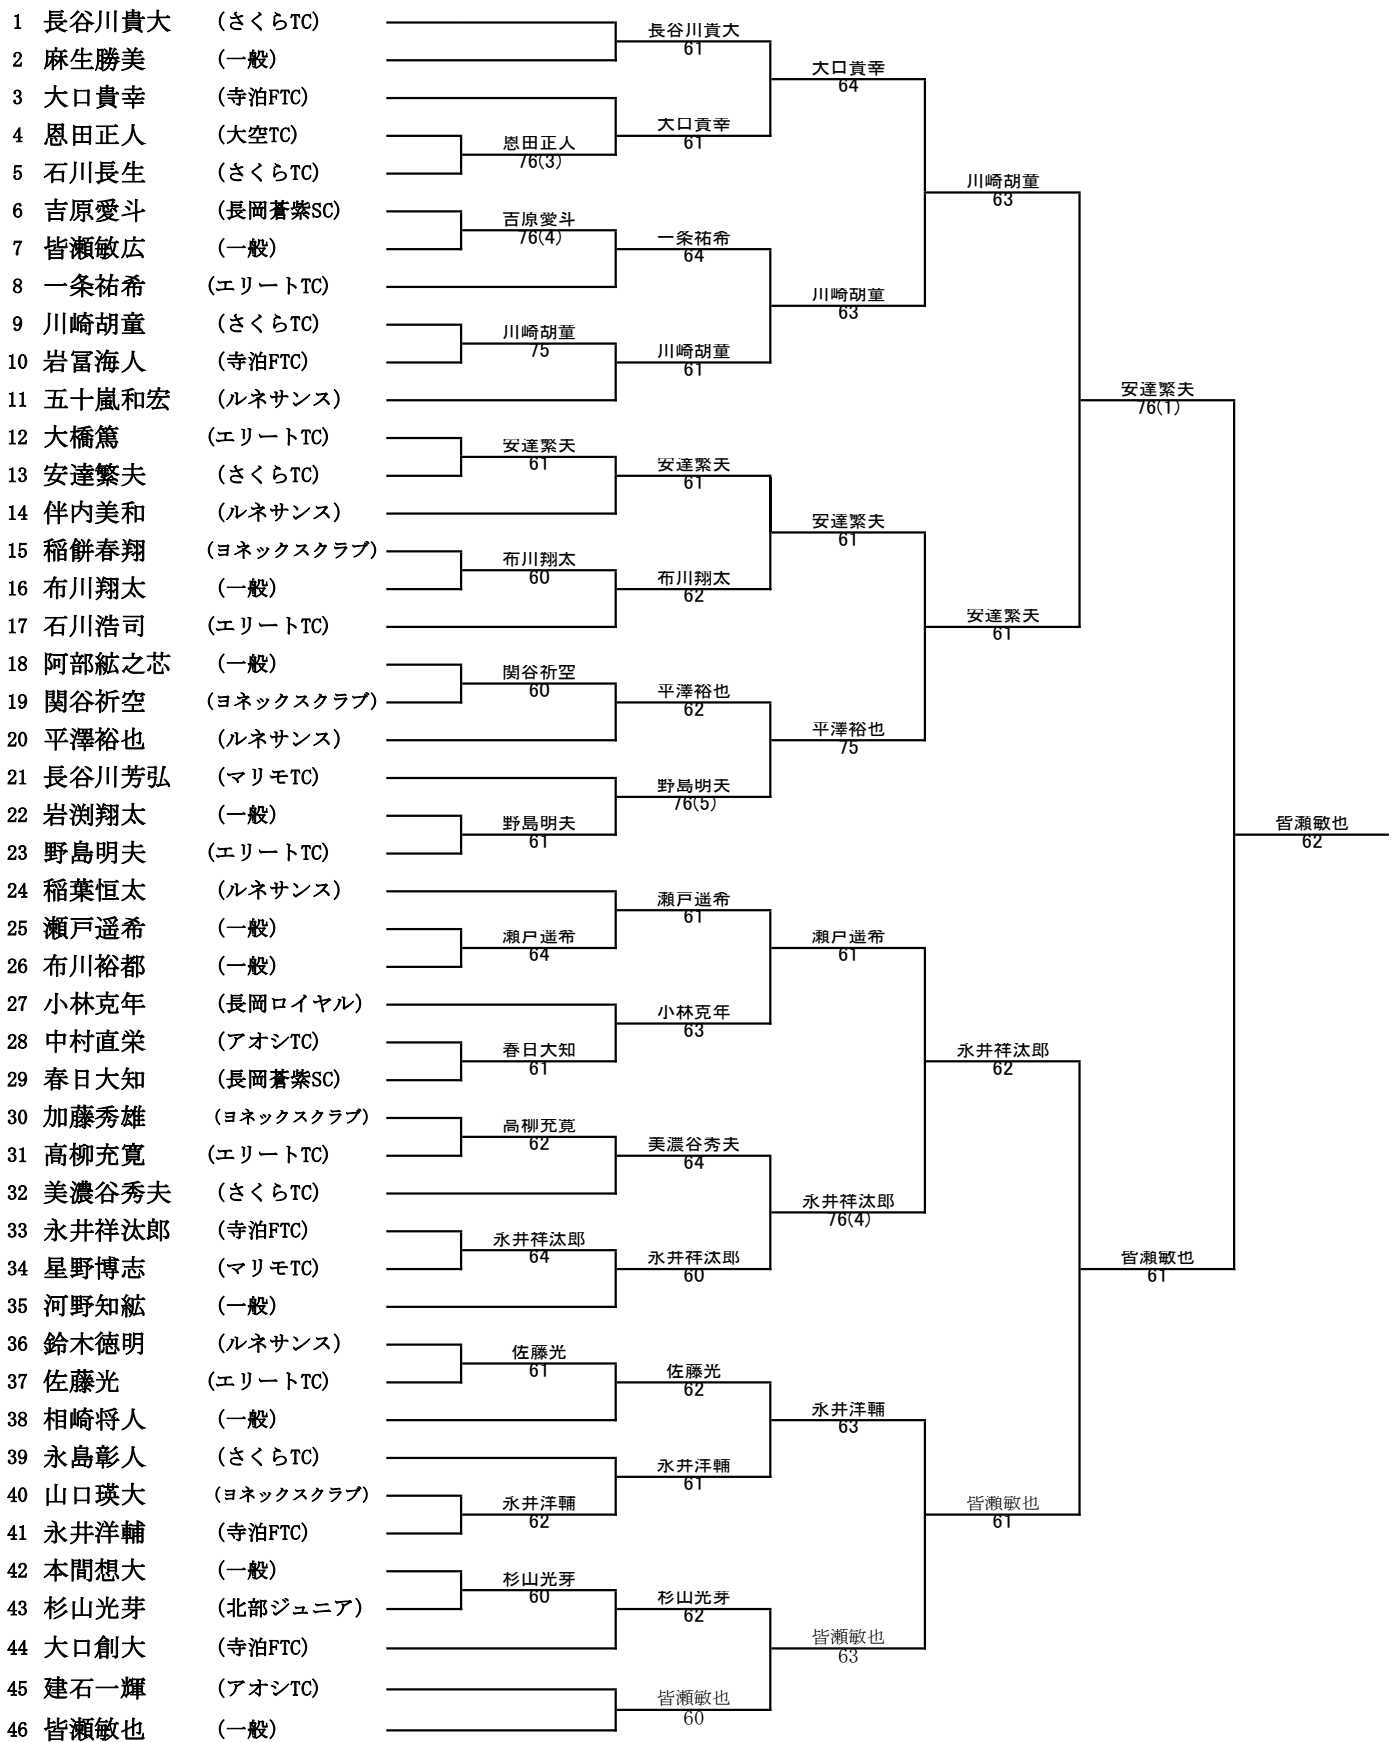 1 長谷川貴大 (さくらTC)
2 麻生勝美 (一般)
3 大口貴幸 (寺泊FTC)
4 恩田正人 (大空TC)
5 石川長生 (さくらTC)
6 吉原愛斗 (長岡蒼紫SC)
7 皆瀬敏広 (一般)
8 一条祐希 (エリートTC)
9 川崎胡童 (さくらTC)
10 岩冨海人 (寺泊FTC)
11 五十嵐和宏 (ルネサンス)
12 大橋篤 (エリートTC)
13 安達繁夫 (さくらTC)
14 伴内美和 (ルネサンス)
15 稲餅春翔 (ヨネックスクラブ)
16 布川翔太 (一般)
17 石川浩司 (エリートTC)
18 阿部紘之芯 (一般)
19 関谷祈空 (ヨネックスクラブ)
20 平澤裕也 (ルネサンス)
21 長谷川芳弘 (マリモTC)
22 岩渕翔太 (一般)
23 野島明夫 (エリートTC)
24 稲葉恒太 (ルネサンス)
25 瀬戸遥希 (一般)
26 布川裕都 (一般)
27 小林克年 (長岡ロイヤル)
28 中村直栄 (アオシTC)
29 春日大知 (長岡蒼紫SC)
30 加藤秀雄 (ヨネックスクラブ)
31 高柳充寛 (エリートTC)
32 美濃谷秀夫 (さくらTC)
33 永井祥汰郎 (寺泊FTC)
34 星野博志 (マリモTC)
35 河野知紘 (一般)
36 鈴木徳明 (ルネサンス)
37 佐藤光 (エリートTC)
38 相崎将人 (一般)
39 永島彰人 (さくらTC)
40 山口瑛大 (ヨネックスクラブ)
41 永井洋輔 (寺泊FTC)
42 本間想大 (一般)
43 杉山光芽 (北部ジュニア)
44 大口創大 (寺泊FTC)
45 建石一輝 (アオシTC)
46 皆瀬敏也 (一般)
恩田正人
76(3)
吉原愛斗
76(4)
川崎胡童
75
安達繁夫
61
布川翔太
60
関谷祈空
60
野島明夫
61
瀬戸遥希
64
春日大知
61
高柳充寛
62
永井祥汰郎
64
佐藤光
61
永井洋輔
62
杉山光芽
60
長谷川貴大
61
大口貴幸
61
一条祐希
64
川崎胡童
61
安達繁夫
61
布川翔太
62
平澤裕也
62
野島明夫
76(5)
瀬戸遥希
61
小林克年
63
美濃谷秀夫
64
永井祥汰郎
60
佐藤光
62
永井洋輔
61
杉山光芽
62
皆瀬敏也
60
大口貴幸
64
川崎胡童
63
安達繁夫
61
平澤裕也
75
瀬戸遥希
61
永井祥汰郎
76(4)
永井洋輔
63
皆瀬敏也
63
川崎胡童
63
安達繁夫
61
永井祥汰郎
62
皆瀬敏也
61
安達繁夫
76(1)
皆瀬敏也
61
皆瀬敏也
62